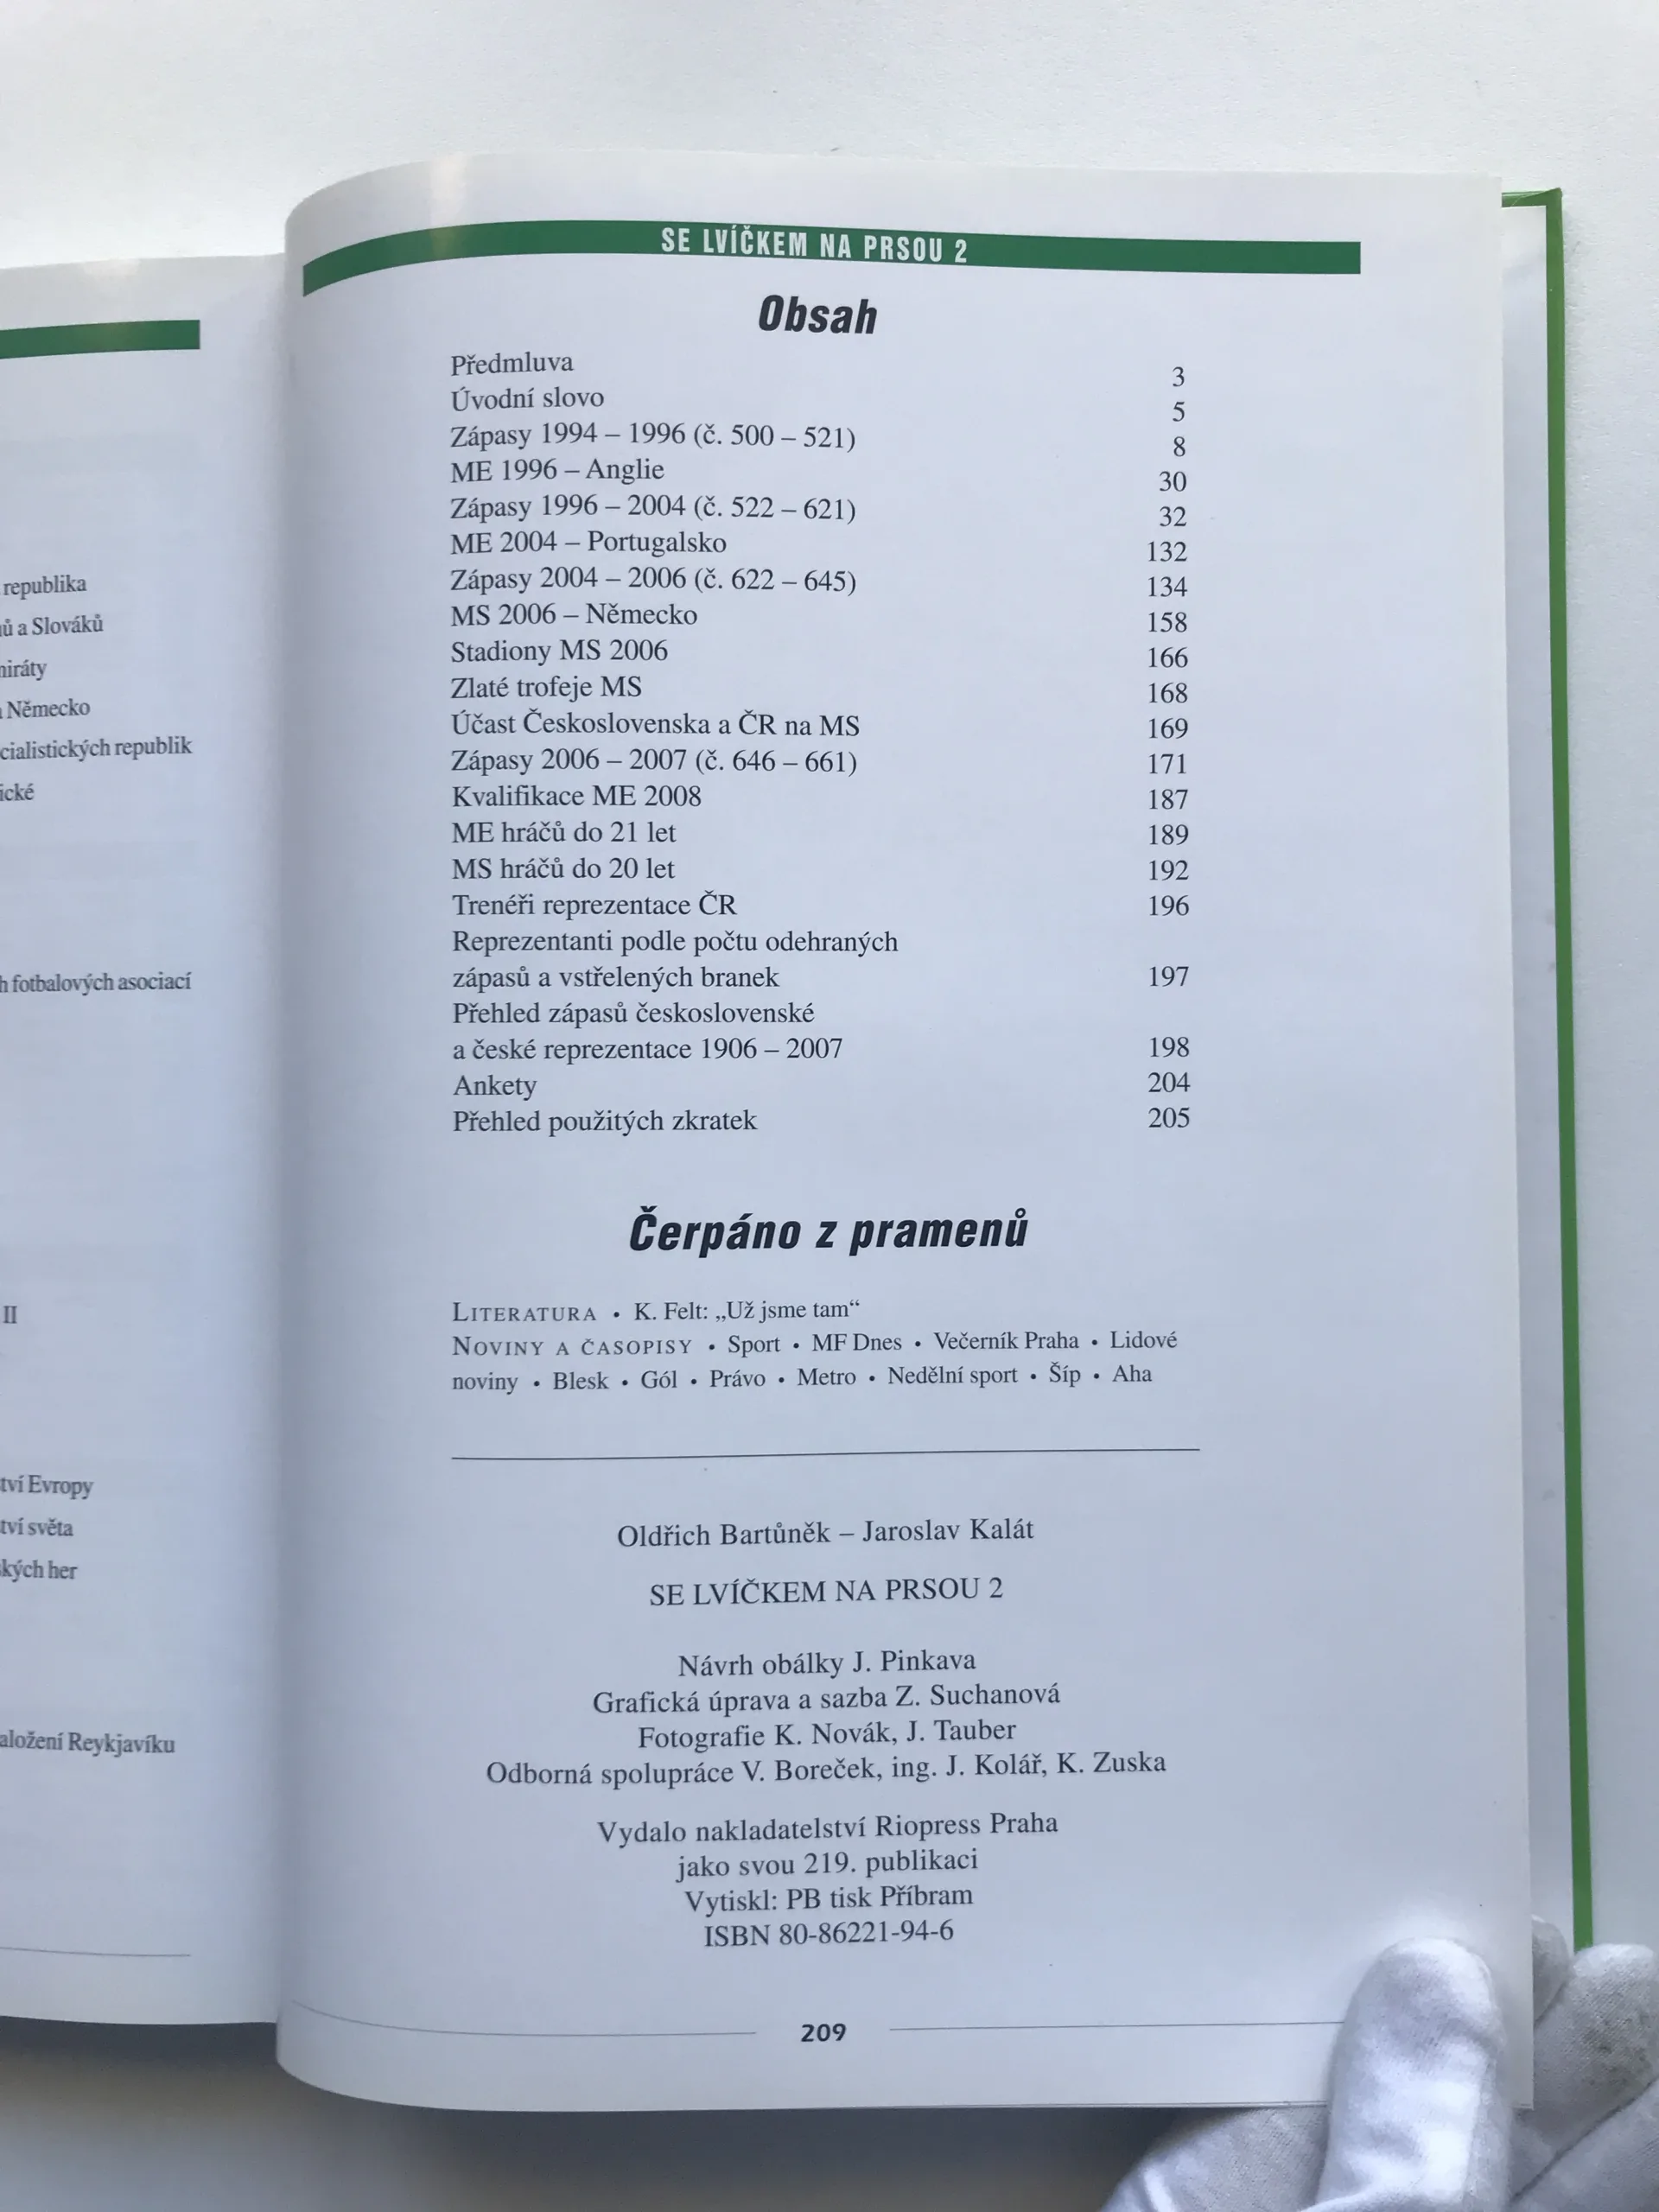 republika
a Slováků
Německo
republik
fotbalových asociací
II
Evropy
světa
her
Reykjavíku
SE LVÍČKEM NA PRSOU 2
Obsah
Předmluva 3
Úvodní slovo 5
Zápasy 1994 – 1996 (č. 500 – 521) 8
ME 1996 – Anglie 30
Zápasy 1996 – 2004 (č. 522 – 621) 32
ME 2004 – Portugalsko 132
Zápasy 2004 – 2006 (č. 622 – 645) 134
MS 2006 – Německo 158
Stadiony MS 2006 166
Zlaté trofeje MS 168
Účast Československa a ČR na MS 169
Zápasy 2006 – 2007 (č. 646 – 661) 171
Kvalifikace ME 2008 187
ME hráčů do 21 let 189
MS hráčů do 20 let 192
Trenéři reprezentace ČR 196
Reprezentanti podle počtu odehraných
zápasů a vstřelených branek 197
Přehled zápasů československé
a české reprezentace 1906 – 2007 198
Ankety 204
Přehled použitých zkratek 205
Čerpáno z pramenů
LITERATURA • K. Felt: „Už jsme tam“
NOVINY A ČASOPISY • Sport • MF Dnes • Večerník Praha • Lidové
noviny • Blesk • Gól • Právo • Metro • Nedělní sport • Šíp • Aha
Oldřich Bartůněk – Jaroslav Kalát
SE LVÍČKEM NA PRSOU 2
Návrh obálky J. Pinkava
Grafická úprava a sazba Z. Suchanová
Fotografie K. Novák, J. Tauber
Odborná spolupráce V. Boreček, ing. J. Kolář, K. Zuska
Vydalo nakladatelství Riopress Praha
jako svou 219. publikaci
Vytiskl: PB tisk Příbram
ISBN 80-86221-94-6
209